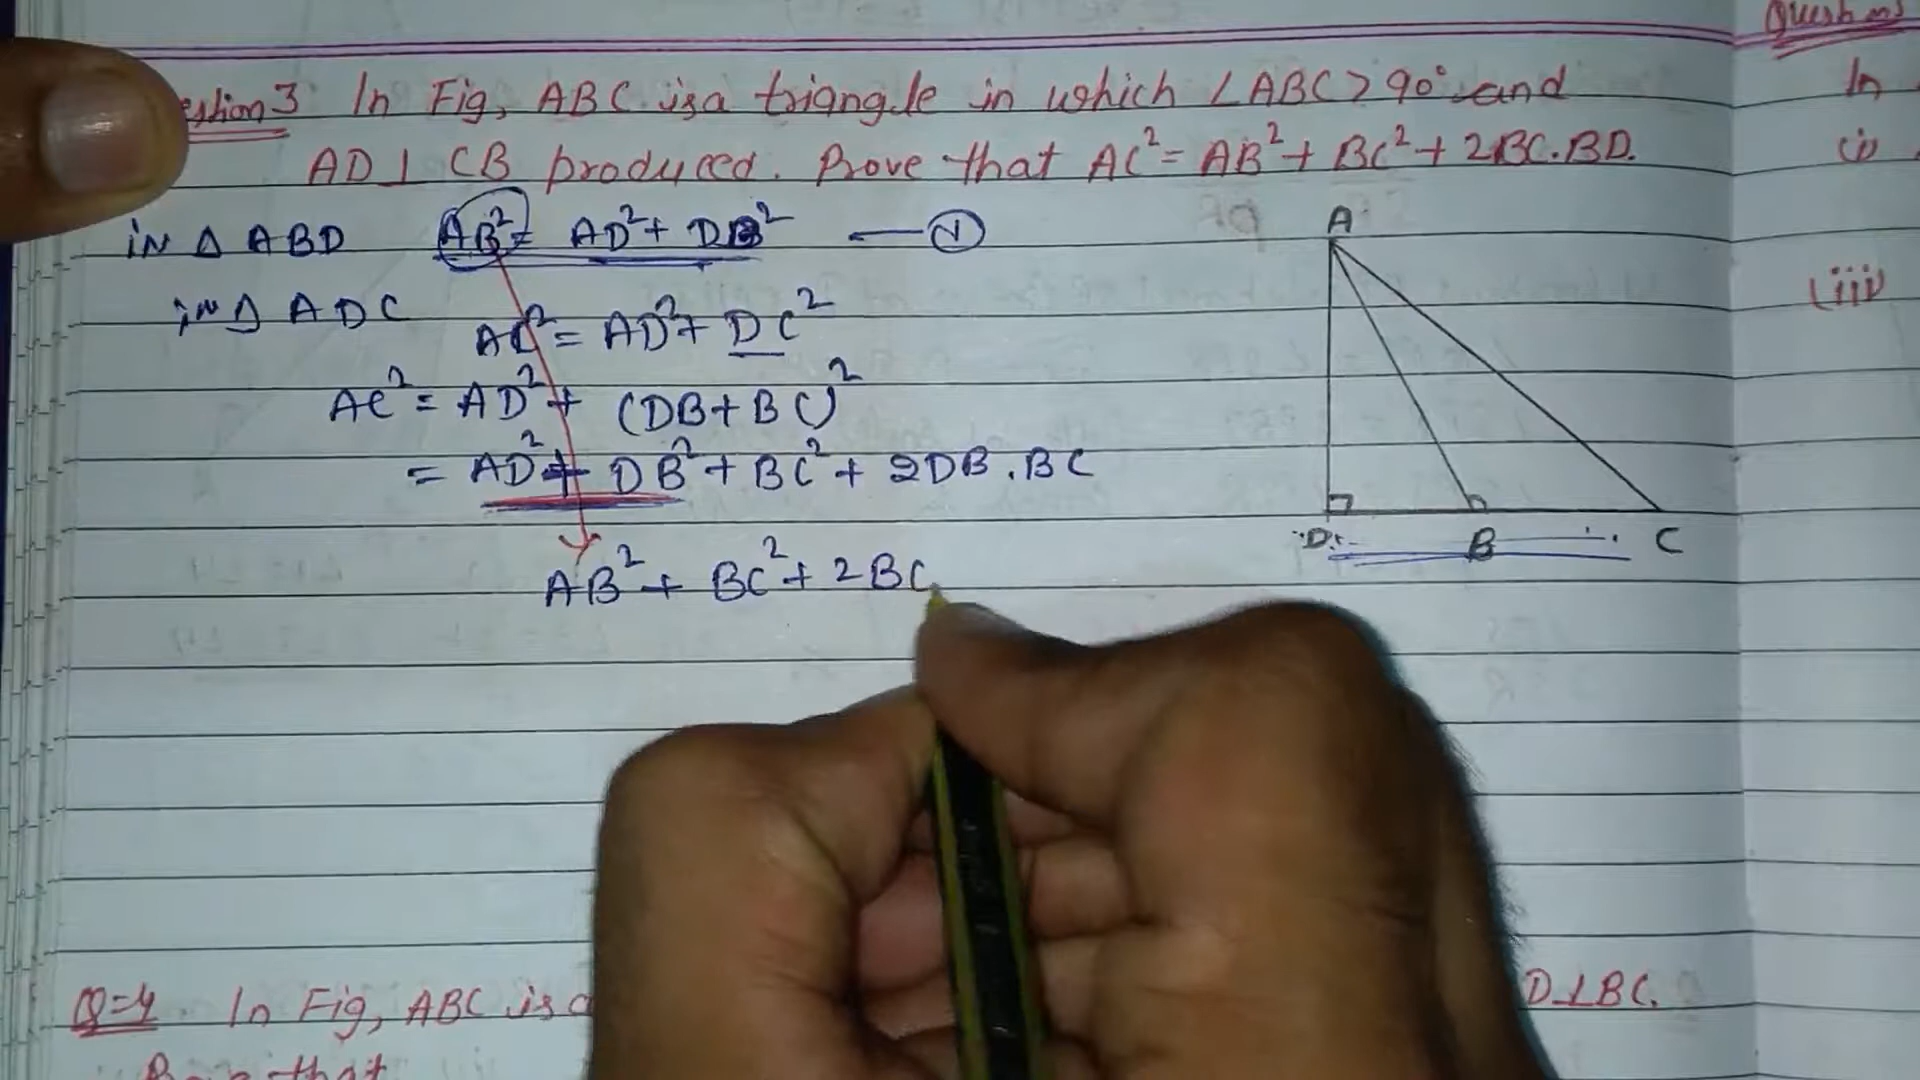 estion 3 In Fig, ABC is a triangle in which ∠ABC > 90° and
AD ⊥ CB produced. Prove that AC² = AB² + BC² + 2BC.BD.
iN Δ ABD AB² = AD² + DB² — ①
iN Δ ADC
AC² = AD² + DC²
AC² = AD² + (DB + BC)²
= AD² + DB² + BC² + 2DB.BC
AB² + BC² + 2BC
A
D B C
Q=4. In Fig, ABC is a
D⊥BC.
that
In
(i)
(iii)